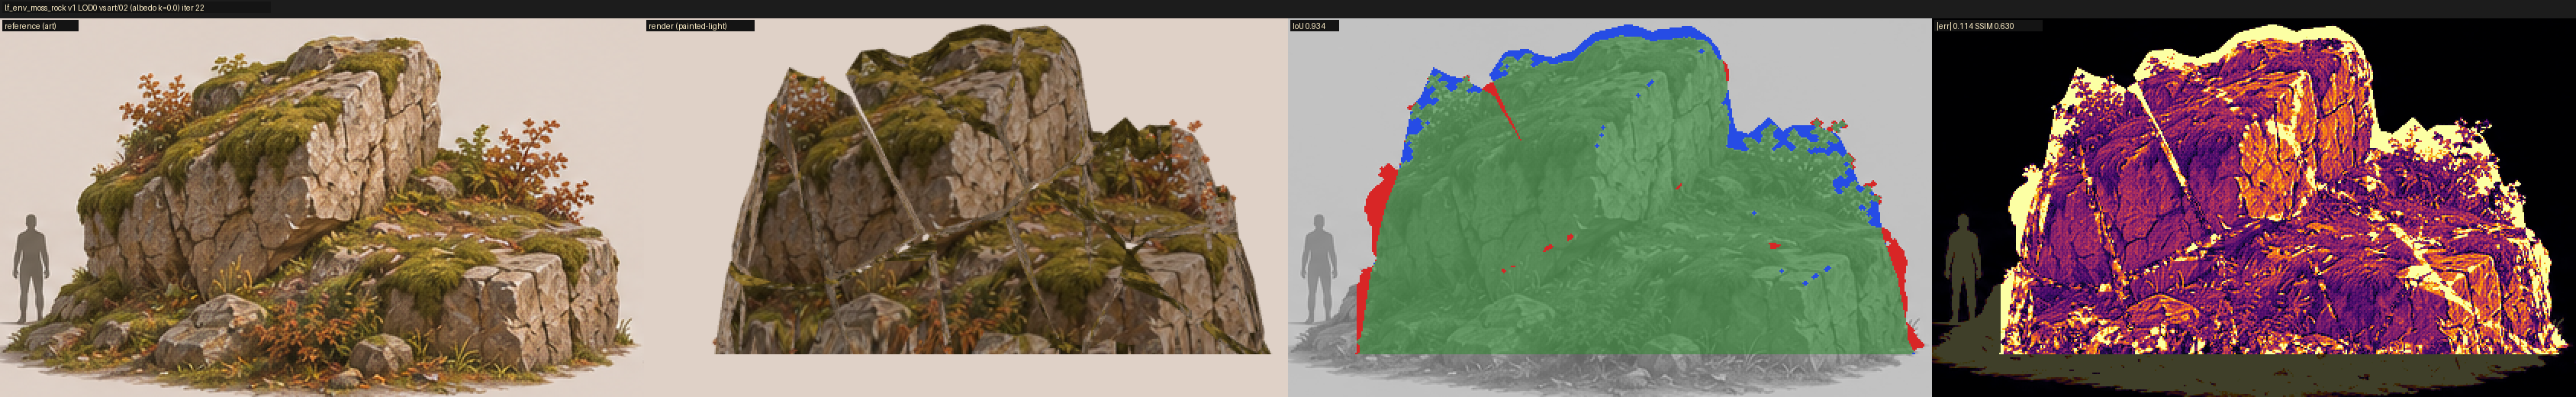 lf_env_moss_rock v1 LOD0 vs art/02 (albedo k=0.0) iter 22
reference (art)
render (painted-light)
IoU 0.934
|err| 0.114 SSIM 0.630